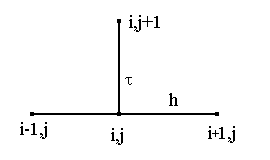 i,j+1
τ
h
i-1,j
i,j
i+1,j